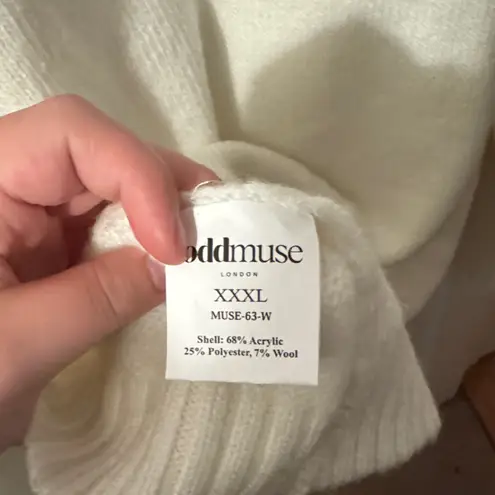 oddmuse
LONDON
XXXL
MUSE-63-W
Shell: 68% Acrylic
25% Polyester, 7% Wool